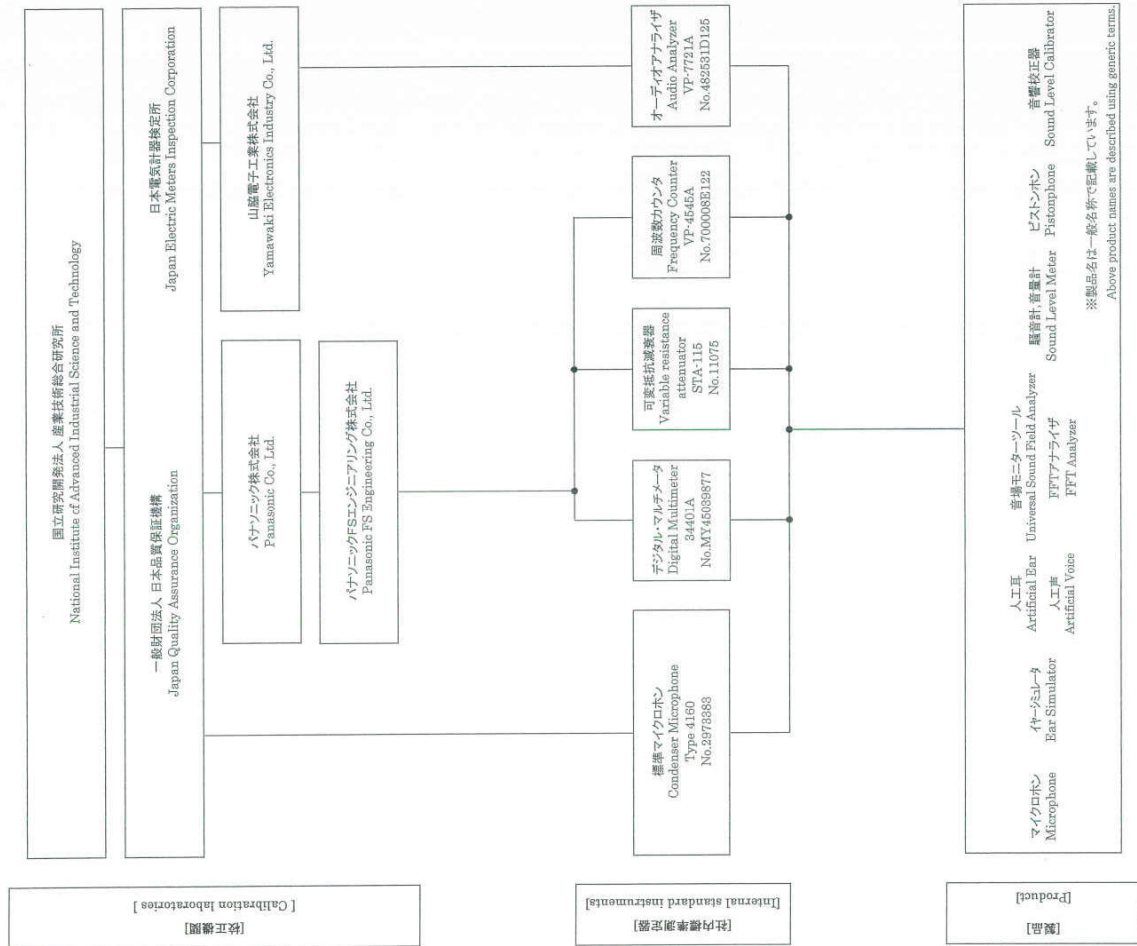 国立研究開発法人 産業技術総合研究所
National Institute of Advanced Industrial Science and Technology
一般財団法人 日本品質保証機構
Japan Quality Assurance Organization
日本電気計器検定所
Japan Electric Meters Inspection Corporation
パナソニック株式会社
Panasonic Co., Ltd.
パナソニックFSエンジニアリング株式会社
Panasonic FS Engineering Co., Ltd.
山脇電子工業株式会社
Yamawaki Electronics Industry Co., Ltd.
標準マイクロホン
Condenser Microphone
Type 4160
No.2973383
デジタル・マルチメータ
Digital Multimeter
34401A
No.MY45039877
可変抵抗減衰器
Variable resistance
attenuator
STA-115
No.11075
周波数カウンタ
Frequency Counter
VP-4545A
No.700008E122
オーディオアナライザ
Audio Analyzer
VP-7721A
No.482531D125
マイクロホン
Microphone
イヤーシミュレータ
Ear Simulator
人工耳
Artificial Ear
人工声
Artificial Voice
音場モニターツール
Universal Sound Field Analyzer
FFTアナライザ
FFT Analyzer
騒音計,音量計
Sound Level Meter
ピストンホン
Pistonphone
音響校正器
Sound Level Calibrator
※製品名は一般名称で記載しています。
Above product names are described using generic terms.
[校正機関]
[ Calibration laboratories ]
[社内標準測定器]
[Internal standard instruments]
[製品]
[Product]